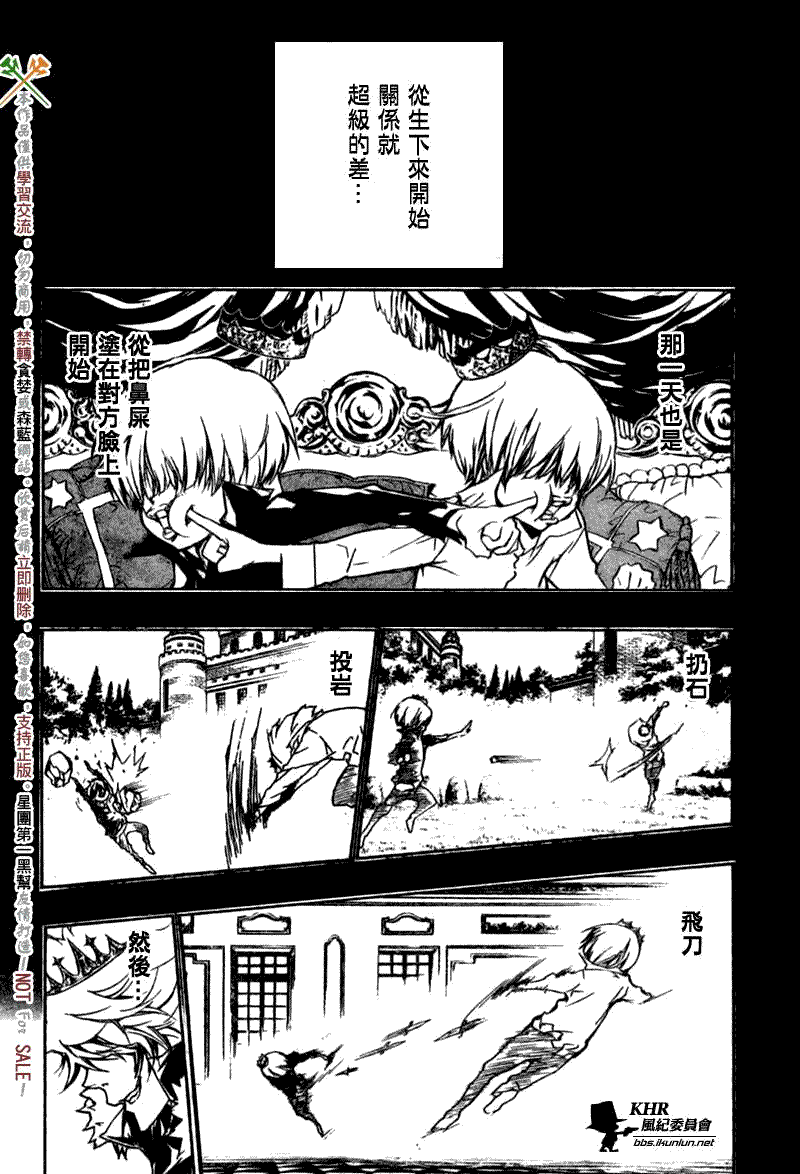 從生下來開始
關係就
超級的差…
那一天也是
從把鼻屎
塗在對方臉上
開始
扔石
投岩
飛刀
然後…
KHR
風紀委員會
bbs.ikunlun.net
本作品僅供學習交流。切勿商用。禁轉貪婪威森藍網站。欣賞后請立即刪除。如您喜歡。支持正版。星團第一黑幫友情打造！NOT For SALE